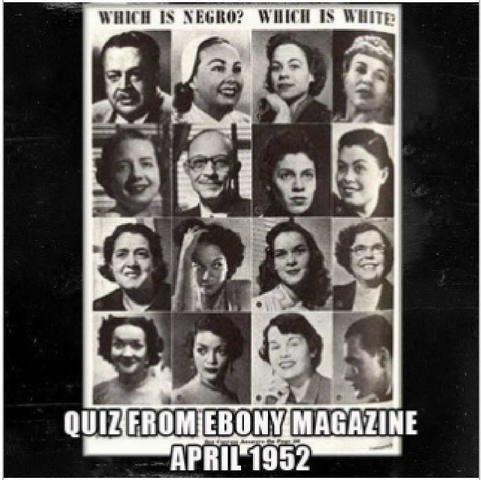 WHICH IS NEGRO? WHICH IS WHITE?
QUIZ FROM EBONY MAGAZINE
APRIL 1952